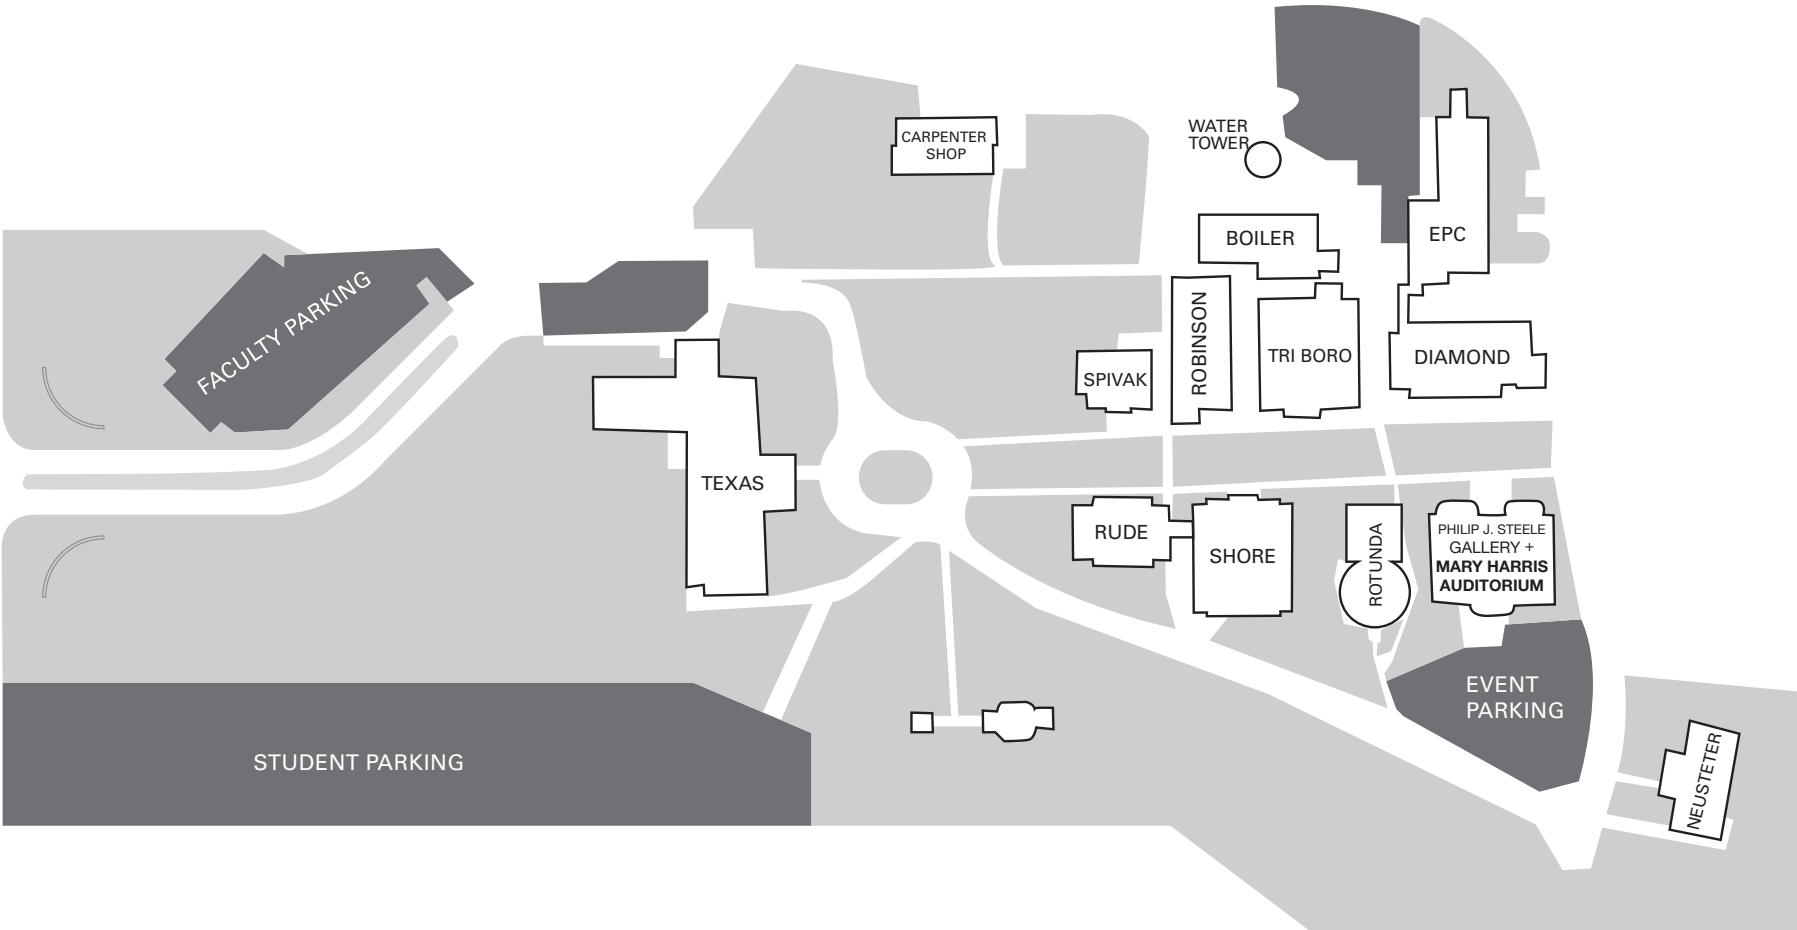 WATER
TOWER
CARPENTER
SHOP
BOILER
EPC
FACULTY PARKING
ROBINSON
TRI BORO
DIAMOND
SPIVAK
TEXAS
RUDE
SHORE
ROTUNDA
PHILIP J. STEELE
GALLERY +
MARY HARRIS
AUDITORIUM
EVENT
PARKING
STUDENT PARKING
NEUSTETER